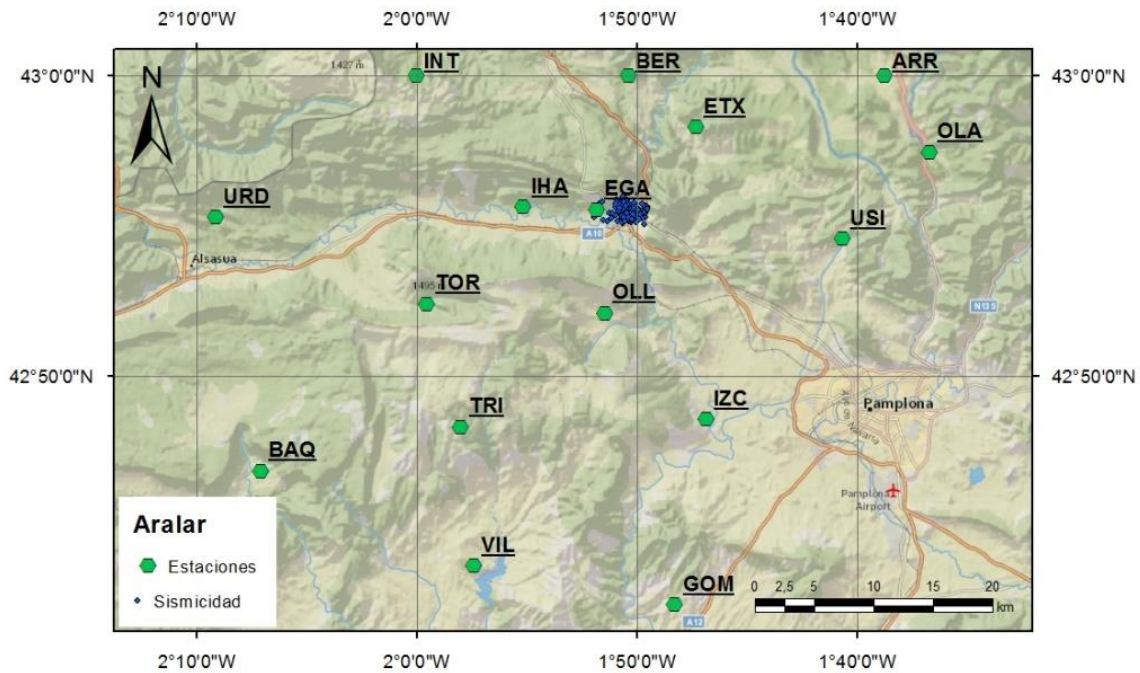 2°10'0"W
2°0'0"W
1°50'0"W
1°40'0"W
43°0'0"N
N
1427 m
INT
BER
ARR
43°0'0"N
ETX
OLA
URD
IHA
EGA
USI
A10
Alsasua
1495
TOR
OLL
N135
42°50'0"N
42°50'0"N
TRI
IZC
Pamplona
Navarra
BAQ
Pamplona
Airport
Aralar
Estaciones
Sismicidad
VIL
GOM
A12
0 2,5 5 10 15 20
km
2°10'0"W
2°0'0"W
1°50'0"W
1°40'0"W